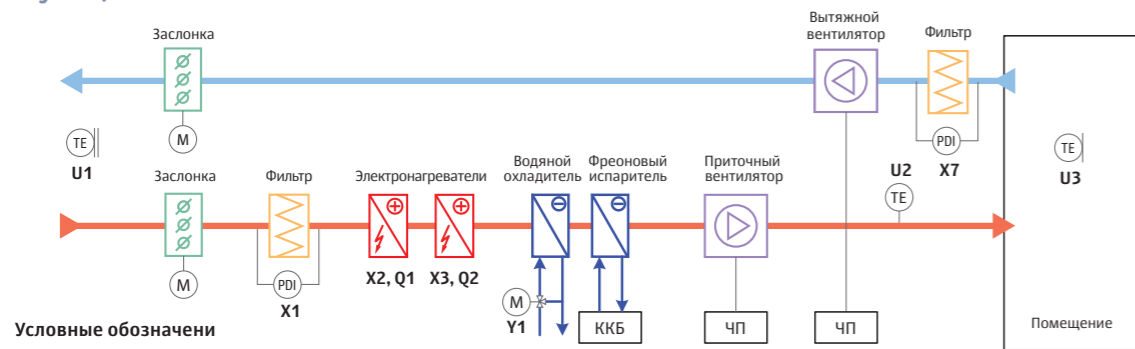 Вытяжной
вентилятор
Фильтр
Заслонка
M
PDI
X7
TE
U1
TE
U3
U2
TE
Заслонка
Фильтр
Электронагреватели
Водяной
охладитель
Фреоновый
испаритель
Приточный
вентилятор
M
PDI
X1
X2, Q1
X3, Q2
M
Y1
ККБ
ЧП
ЧП
Помещение
Условные обозначени